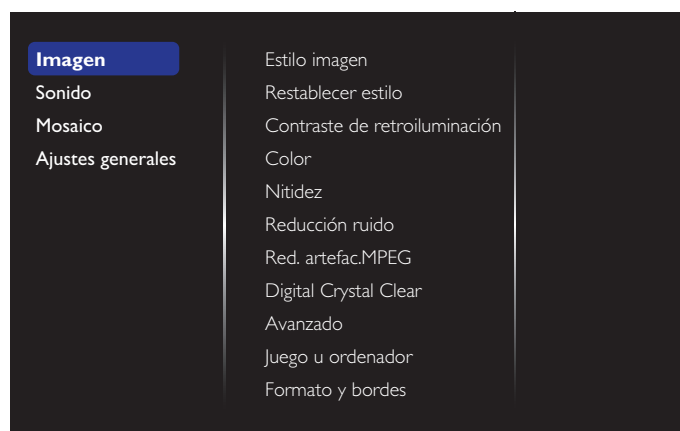 Imagen
Sonido
Mosaico
Ajustes generales
Estilo imagen
Restablecer estilo
Contraste de retroiluminación
Color
Nitidez
Reducción ruido
Red. artefac.MPEG
Digital Crystal Clear
Avanzado
Juego u ordenador
Formato y bordes